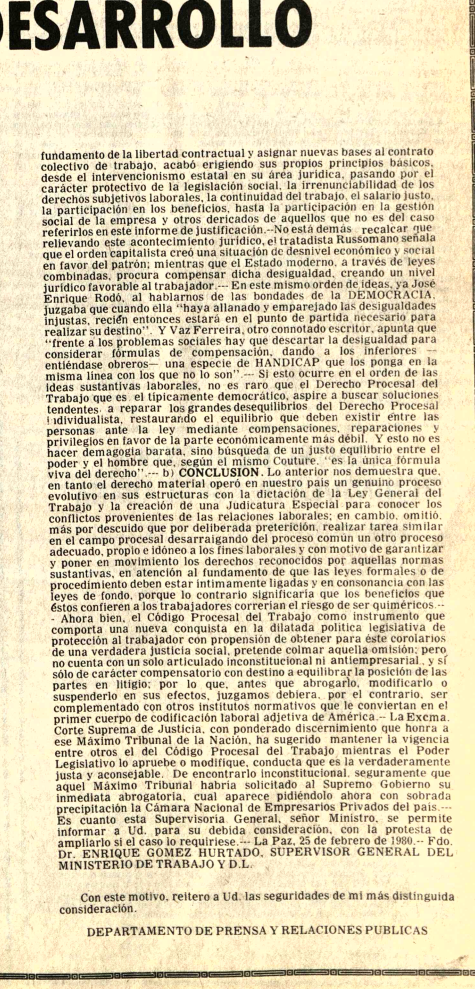 DESARROLLO
fundamento de la libertad contractual y asignar nuevas bases al contrato
colectivo de trabajo, acabó erigiendo sus propios principios básicos,
desde el intervencionismo estatal en su área jurídica, pasando por el
carácter protectivo de la legislación social, la irrenunciabilidad de los
derechos subjetivos laborales, la continuidad del trabajo, el salario justo,
la participación en los beneficios, hasta la participación en la gestión
social de la empresa y otros dericados de aquellos que no es del caso
referirlos en este informe de justificación.--No está demás recalcar que
relievando este acontecimiento jurídico, el tratadista Russomano señala
que el orden capitalista creó una situación de desnivel económico y social
en favor del patrón; mientras que el Estado moderno, a través de leyes
combinadas, procura compensar dicha desigualdad, creando un nivel
jurídico favorable al trabajador.--- En este mismo orden de ideas, ya José
Enrique Rodó, al hablarnos de las bondades de la DEMOCRACIA,
juzgaba que cuando ella "haya allanado y emparejado las desigualdades
injustas, recién entonces estará en el punto de partida necesario para
realizar su destino". Y Vaz Ferreira, otro connotado escritor, apunta que
"frente a los problemas sociales hay que descartar la desigualdad para
considerar fórmulas de compensación, dando a los inferiores —
entiéndase obreros— una especie de HANDICAP que los ponga en la
misma línea con los que no lo son".-- Si esto ocurre en el orden de las
ideas sustantivas laborales, no es raro que el Derecho Procesal del
Trabajo que es típicamente democrático, aspire a buscar soluciones
tendentes a reparar los grandes desequilibrios del Derecho Procesal
individualista, restaurando el equilibrio que deben existir entre las
personas ante la ley mediante compensaciones, reparaciones y
privilegios en favor de la parte económicamente más débil. Y esto no es
hacer demagogia barata, sino búsqueda de un justo equilibrio entre el
poder y el hombre que, según el mismo Couture, "es la única fórmula
viva del derecho".--- b) CONCLUSION. Lo anterior nos demuestra que,
en tanto el derecho material operó en nuestro país un genuino proceso
evolutivo en sus estructuras con la dictación de la Ley General del
Trabajo y la creación de una Judicatura Especial para conocer los
conflictos provenientes de las relaciones laborales; en cambio, omitió,
más por descuido que por deliberada preterición, realizar tarea similar
en el campo procesal desarraigando del proceso común un otro proceso
adecuado, propio e idóneo a los fines laborales y con motivo de garantizar
y poner en movimiento los derechos reconocidos por aquellas normas
sustantivas, en atención al fundamento de que las leyes formales o de
procedimiento deben estar íntimamente ligadas y en consonancia con las
leyes de fondo, porque lo contrario significaría que los beneficios que
éstos confieren a los trabajadores correrían el riesgo de ser quiméricos.--
- Ahora bien, el Código Procesal del Trabajo como instrumento que
comporta una nueva conquista en la dilatada política legislativa de
protección al trabajador con propensión de obtener para éste corolarios
de una verdadera justicia social, pretende colmar aquella omisión; pero
no cuenta con un solo articulado inconstitucional ni antiempresarial, y sí
sólo de carácter compensatorio con destino a equilibrar la posición de las
partes en litigio; por lo que, antes que abrogarlo, modificarlo o
suspenderlo en sus efectos, juzgamos debiera, por el contrario, ser
complementado con otros institutos normativos que le conviertan en el
primer cuerpo de codificación laboral adjetiva de América.-- La Excma.
Corte Suprema de Justicia, con ponderado discernimiento que honra a
ese Máximo Tribunal de la Nación, ha sugerido mantener la vigencia
entre otros el del Código Procesal del Trabajo mientras el Poder
Legislativo lo apruebe o modifique, conducta que es la verdaderamente
justa y aconsejable. De encontrarlo inconstitucional, seguramente que
aquel Máximo Tribunal habría solicitado al Supremo Gobierno su
inmediata abrogatoria, cual aparece pidiéndolo ahora con sobrada
precipitación la Cámara Nacional de Empresarios Privados del país.---
Es cuanto esta Supervisoría General, señor Ministro, se permite
informar a Ud. para su debida consideración, con la protesta de
ampliarlo si el caso lo requiriese.--- La Paz, 25 de febrero de 1980.-- Fdo.
Dr. ENRIQUE GOMEZ HURTADO, SUPERVISOR GENERAL DEL
MINISTERIO DE TRABAJO Y D.L.
Con este motivo, reitero a Ud. las seguridades de mi más distinguida
consideración.
DEPARTAMENTO DE PRENSA Y RELACIONES PUBLICAS